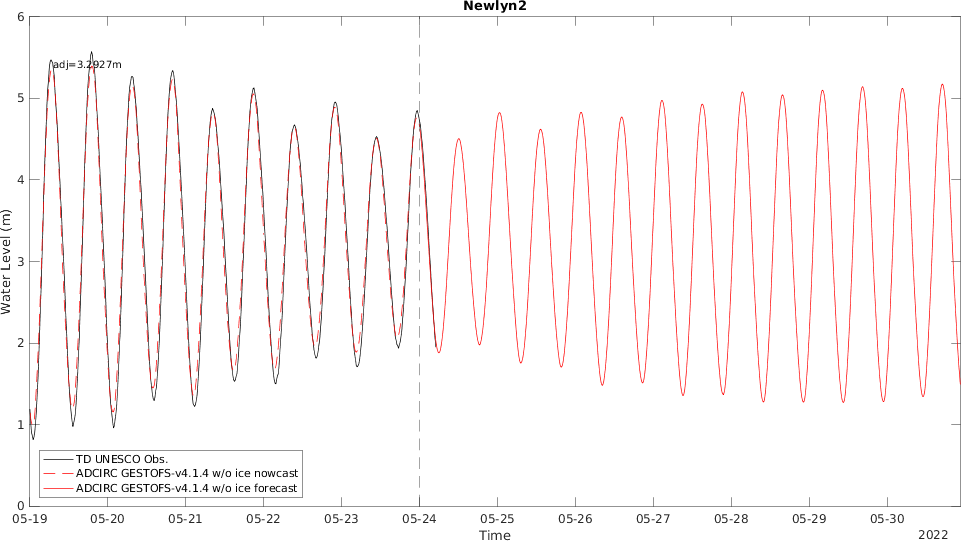 Newlyn2
6
5
4
3
2
1
0
Water Level (m)
adj=3.2927m
TD UNESCO Obs.
ADCIRC GESTOFS-v4.1.4 w/o ice nowcast
ADCIRC GESTOFS-v4.1.4 w/o ice forecast
05-19 05-20 05-21 05-22 05-23 05-24 05-25 05-26 05-27 05-28 05-29 05-30
Time
2022